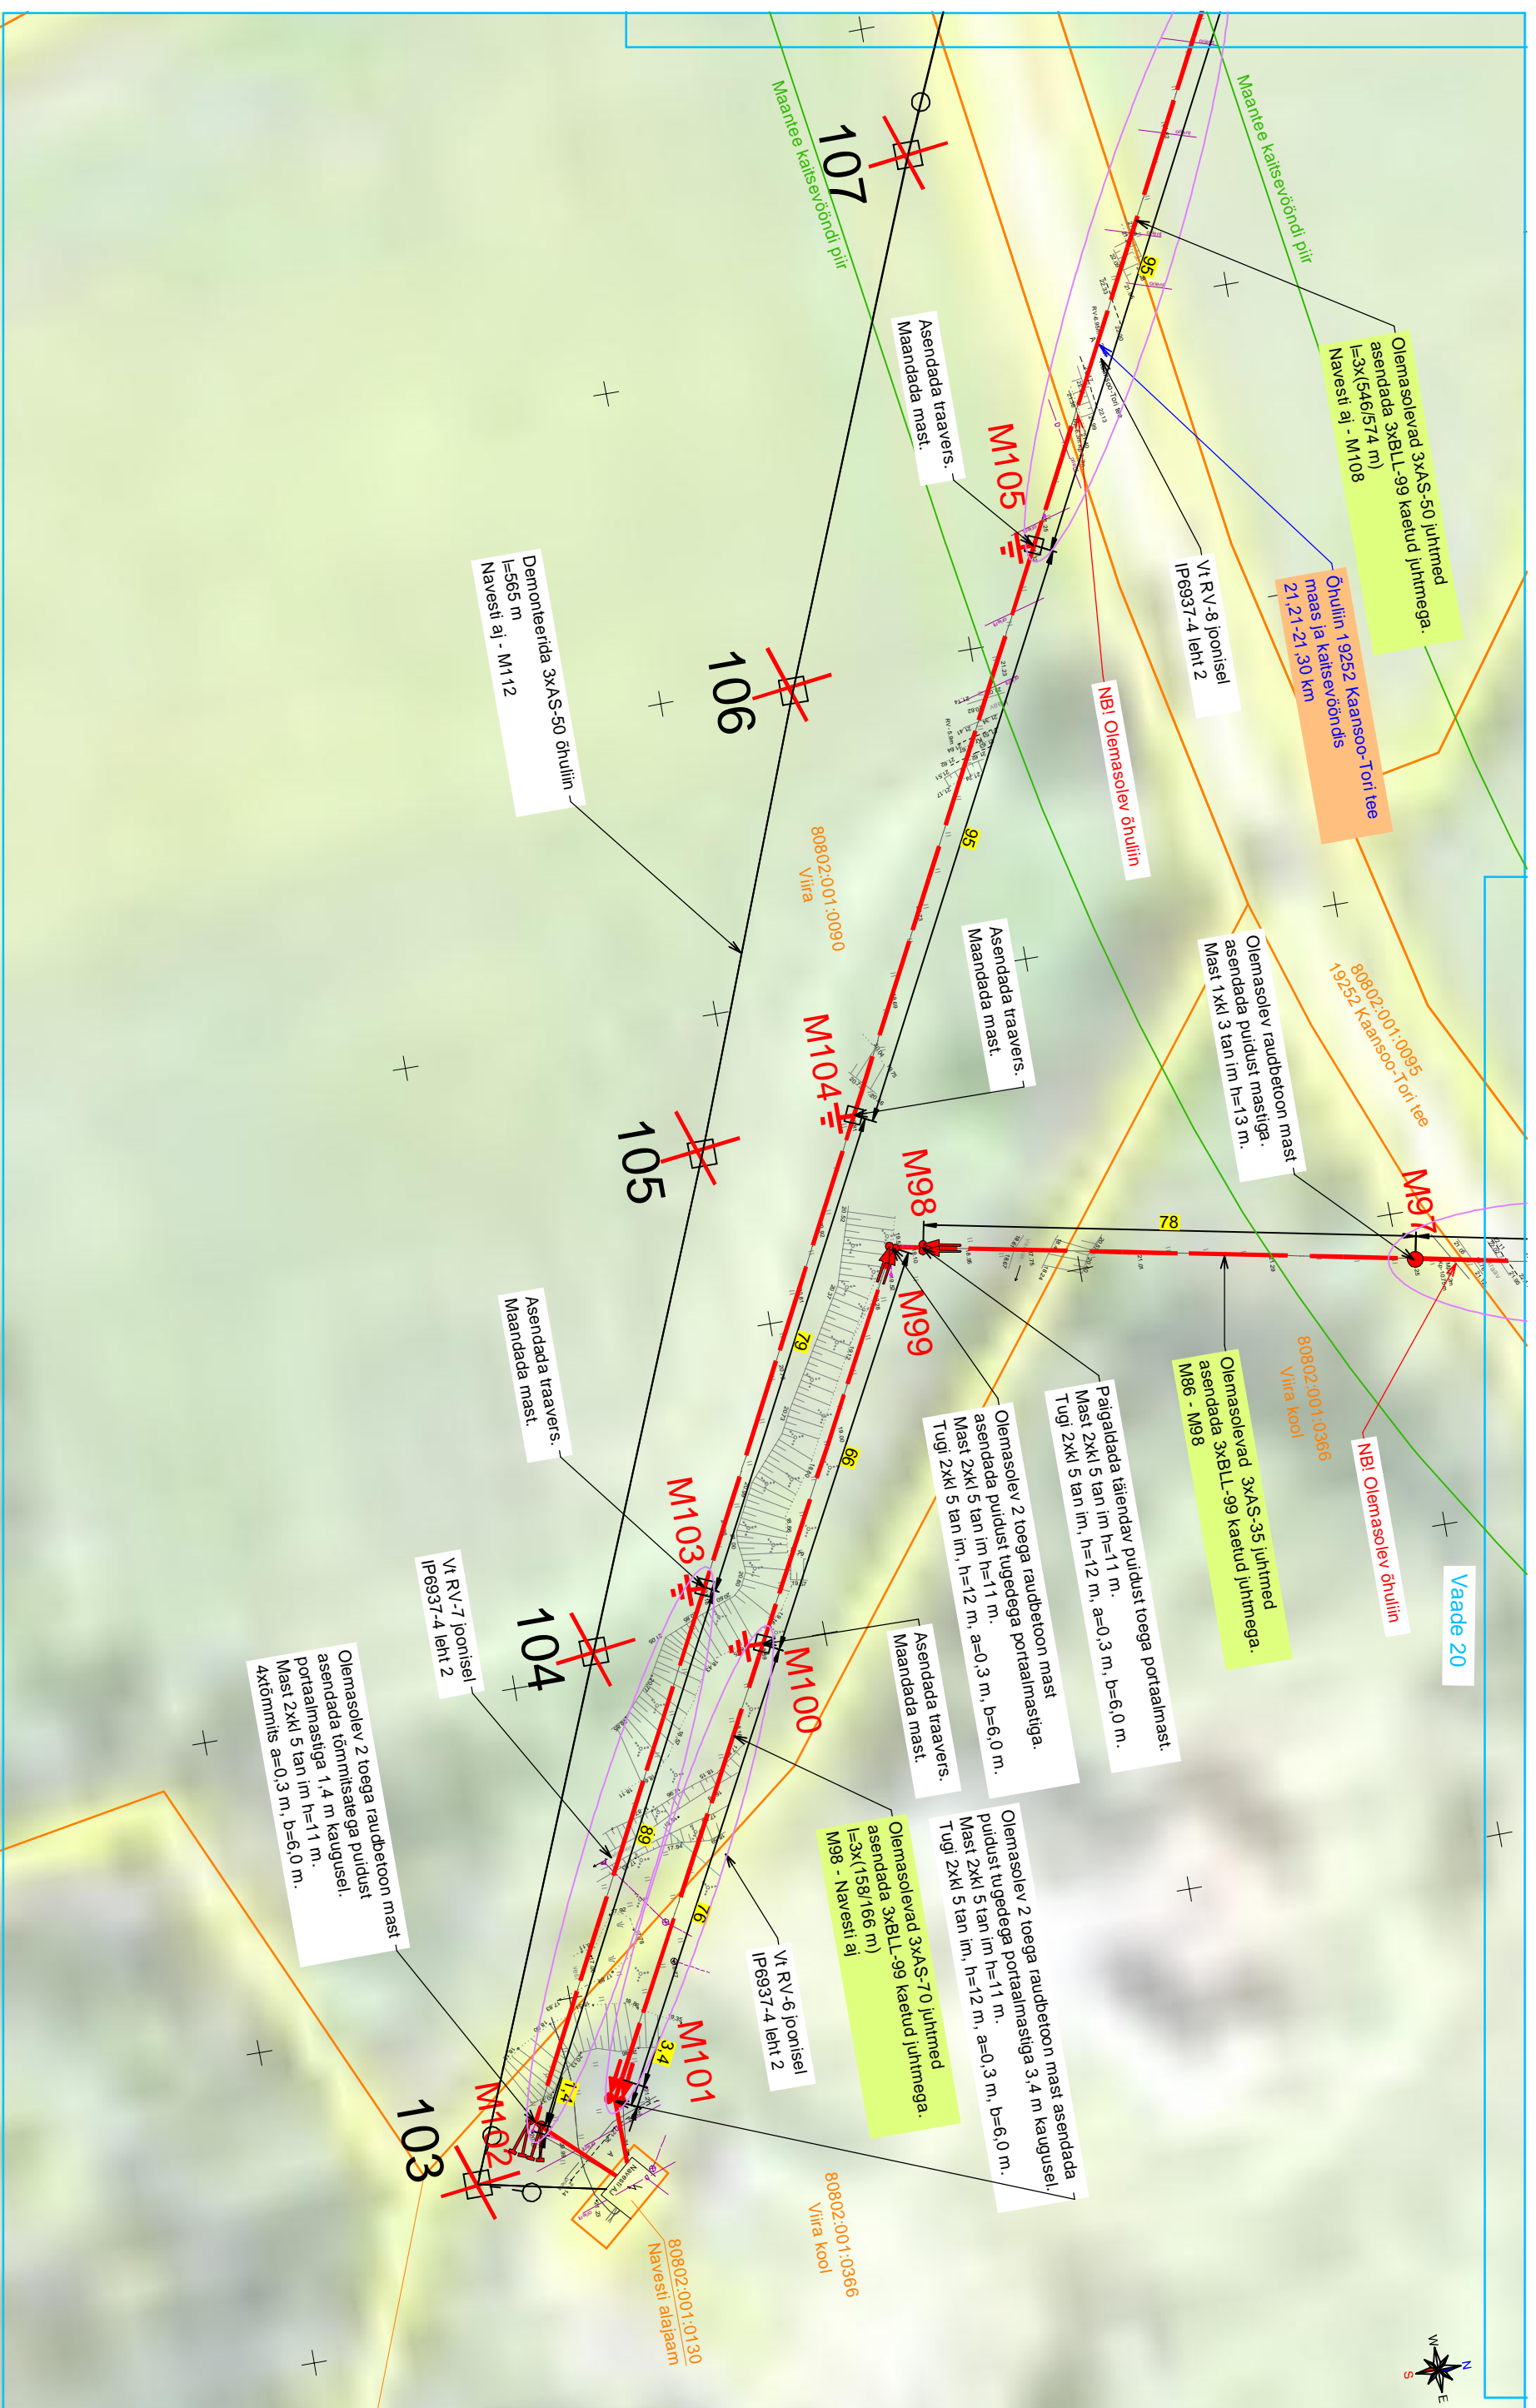 Maantee kaitsevööndi piir
Maantee kaitsevööndi piir
107
95
Olemasolevad 3xAS-50 juhtmed
asendada 3xBLL-99 kaetud juhtmega.
l=3x(546/574 m)
Navesti aj - M108
Asendada traavers.
Maandada mast.
M105
Vt RV-8 joonisel
IP6937-4 leht 2
Õhuliin 19252 Kaansoo-Tori tee
maas ja kaitsevööndis
21,21-21,30 km
NB! Olemasolev õhuliin
Demonteerida 3xAS-50 õhuliin
l=565 m
Navesti aj - M112
106
95
80802:001:0090
Viira
Asendada traavers.
Maandada mast.
M104
Olemasolev raudbetoon mast
asendada puidust mastiga.
Mast 1xkl 3 tan im h=13 m.
80802:001:0095
19252 Kaansoo-Tori tee
105
M98
M99
78
M97
79
66
Asendada traavers.
Maandada mast.
M103
Olemasolev 2 toega raudbetoon mast
asendada puidust tugedega portaalmastiga.
Mast 2xkl 5 tan im h=11 m.
Tugi 2xkl 5 tan im, h=12 m, a=0,3 m, b=6,0 m.
Paigaldada täiendav puidust toega portaalmast.
Mast 2xkl 5 tan im h=11 m.
Tugi 2xkl 5 tan im, h=12 m, a=0,3 m, b=6,0 m.
Olemasolevad 3xAS-35 juhtmed
asendada 3xBLL-99 kaetud juhtmega.
M86 - M98
80802:001:0366
Viira kool
NB! Olemasolev õhuliin
Vaade 20
104
Vt RV-7 joonisel
IP6937-4 leht 2
M100
Asendada traavers.
Maandada mast.
Olemasolev 2 toega raudbetoon mast
asendada tõmmitsatega puidust
portaalmastiga 1,4 m kaugusel.
Mast 2xkl 5 tan im h=11 m.
4xtõmmits a=0,3 m, b=6,0 m.
89
76
Olemasolevad 3xAS-70 juhtmed
asendada 3xBLL-99 kaetud juhtmega.
l=3x(158/166 m)
M98 - Navesti aj
Olemasolev 2 toega raudbetoon mast asendada
puidust tugedega portaalmastiga 3,4 m kaugusel.
Mast 2xkl 5 tan im h=11 m.
Tugi 2xkl 5 tan im, h=12 m, a=0,3 m, b=6,0 m.
Vt RV-6 joonisel
IP6937-4 leht 2
3,4
M101
1,4
M102
103
Navesti AJ
80802:001:0130
Navesti alajaam
80802:001:0366
Viira kool
N
W
E
S